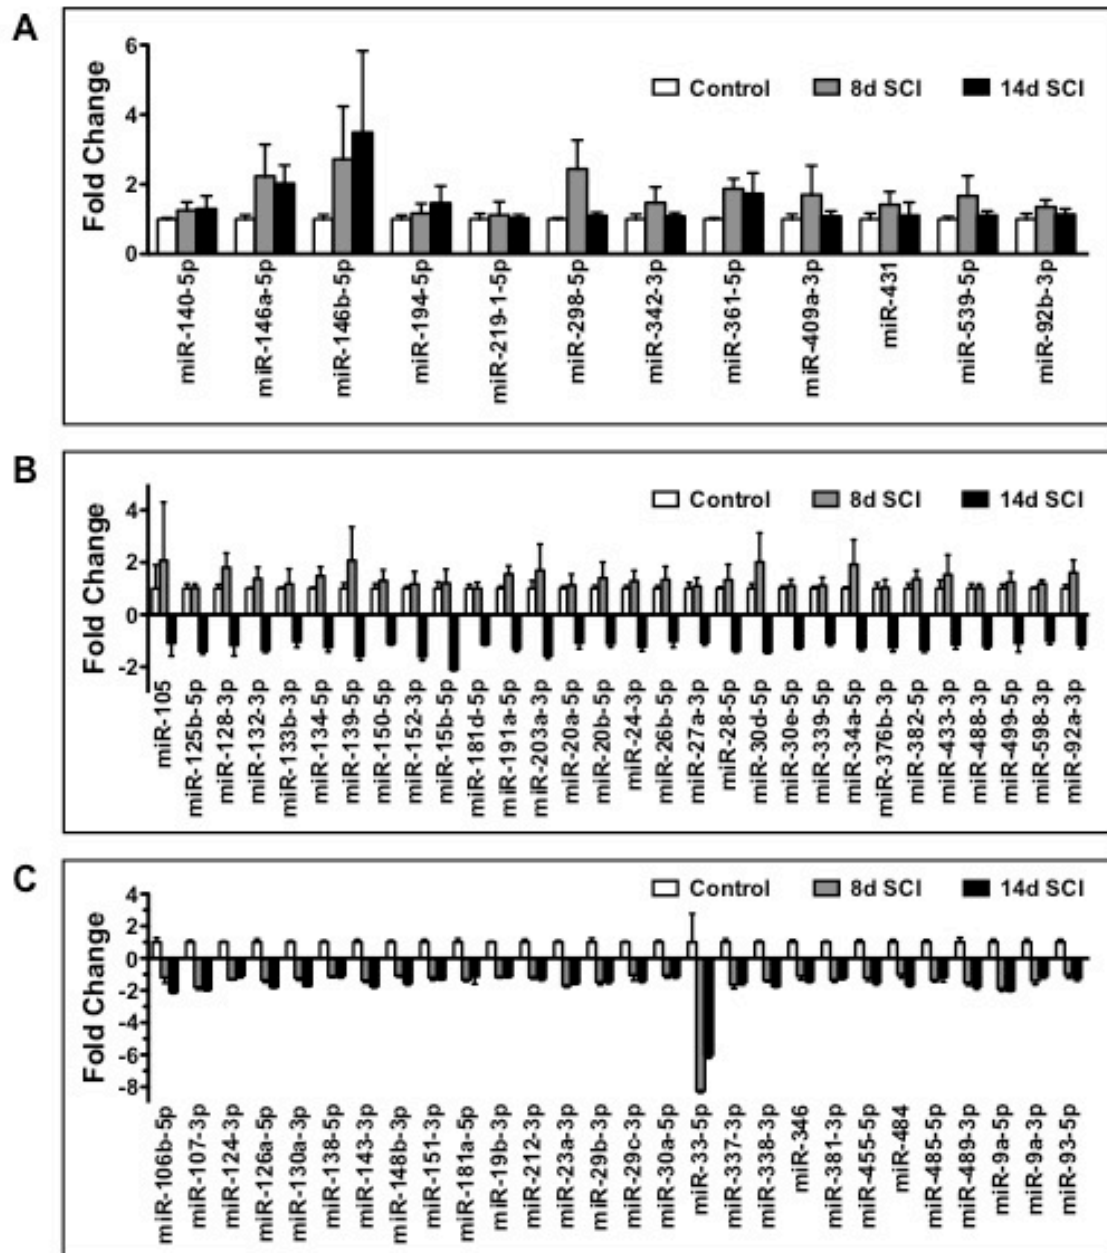 A
Fold Change
6
4
2
0
Control
8d SCI
14d SCI
miR-140-5p
miR-146a-5p
miR-146b-5p
miR-194-5p
miR-219-1-5p
miR-298-5p
miR-342-3p
miR-361-5p
miR-409a-3p
miR-431
miR-539-5p
miR-92b-3p
B
Fold Change
4
2
0
-2
Control
8d SCI
14d SCI
miR-105
miR-125b-5p
miR-128-3p
miR-132-3p
miR-133b-3p
miR-134-5p
miR-139-5p
miR-150-5p
miR-152-3p
miR-15b-5p
miR-181d-5p
miR-191a-5p
miR-203a-3p
miR-20a-5p
miR-20b-5p
miR-24-3p
miR-26b-5p
miR-27a-3p
miR-28-5p
miR-30d-5p
miR-30e-5p
miR-339-5p
miR-34a-5p
miR-376b-3p
miR-382-5p
miR-433-3p
miR-488-3p
miR-499-5p
miR-598-3p
miR-92a-3p
C
Fold Change
4
2
0
-2
-4
-6
-8
Control
8d SCI
14d SCI
miR-106b-5p
miR-107-3p
miR-124-3p
miR-126a-5p
miR-130a-3p
miR-138-5p
miR-143-3p
miR-148b-3p
miR-151-3p
miR-181a-5p
miR-19b-3p
miR-212-3p
miR-23a-3p
miR-29b-3p
miR-29c-3p
miR-30a-5p
miR-33-5p
miR-337-3p
miR-338-3p
miR-346
miR-381-3p
miR-455-5p
miR-484
miR-485-5p
miR-489-3p
miR-9a-5p
miR-9a-3p
miR-93-5p